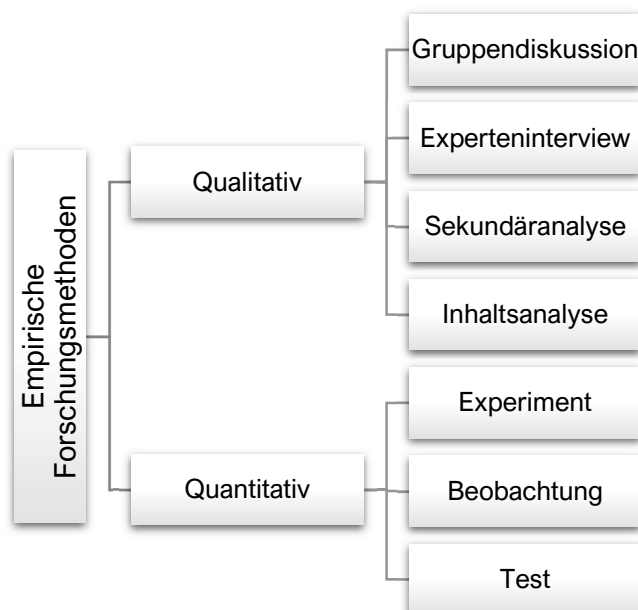 Empirische
Forschungsmethoden
Qualitativ
Gruppendiskussion
Experteninterview
Sekundäranalyse
Inhaltsanalyse
Quantitativ
Experiment
Beobachtung
Test